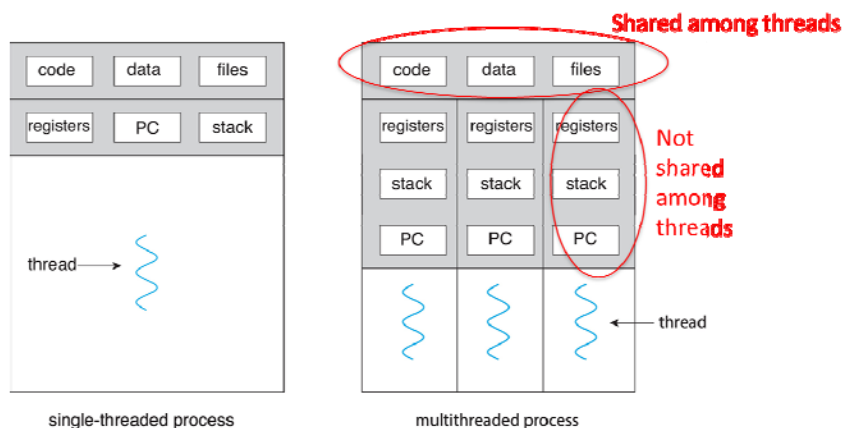 Shared among threads
code data files
registers PC stack
thread
single-threaded process
code data files
registers registers registers
stack stack stack
PC PC PC
Not
shared
among
threads
thread
multithreaded process